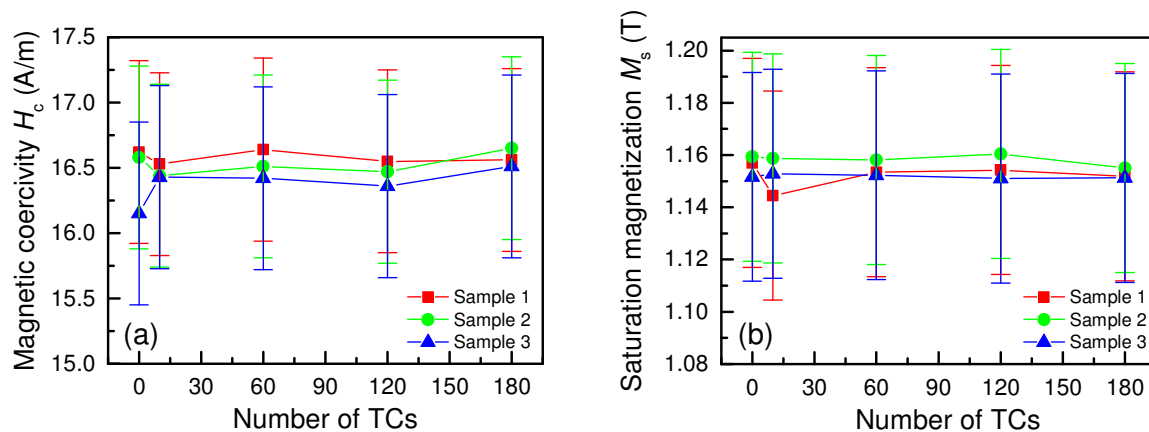 17.5
17.0
16.5
16.0
15.5
15.0
Magnetic coercivity Hc (A/m)
Sample 1
Sample 2
Sample 3
(a)
0 30 60 90 120 150 180
Number of TCs
1.20
1.18
1.16
1.14
1.12
1.10
1.08
Saturation magnetization Ms (T)
Sample 1
Sample 2
Sample 3
(b)
0 30 60 90 120 150 180
Number of TCs